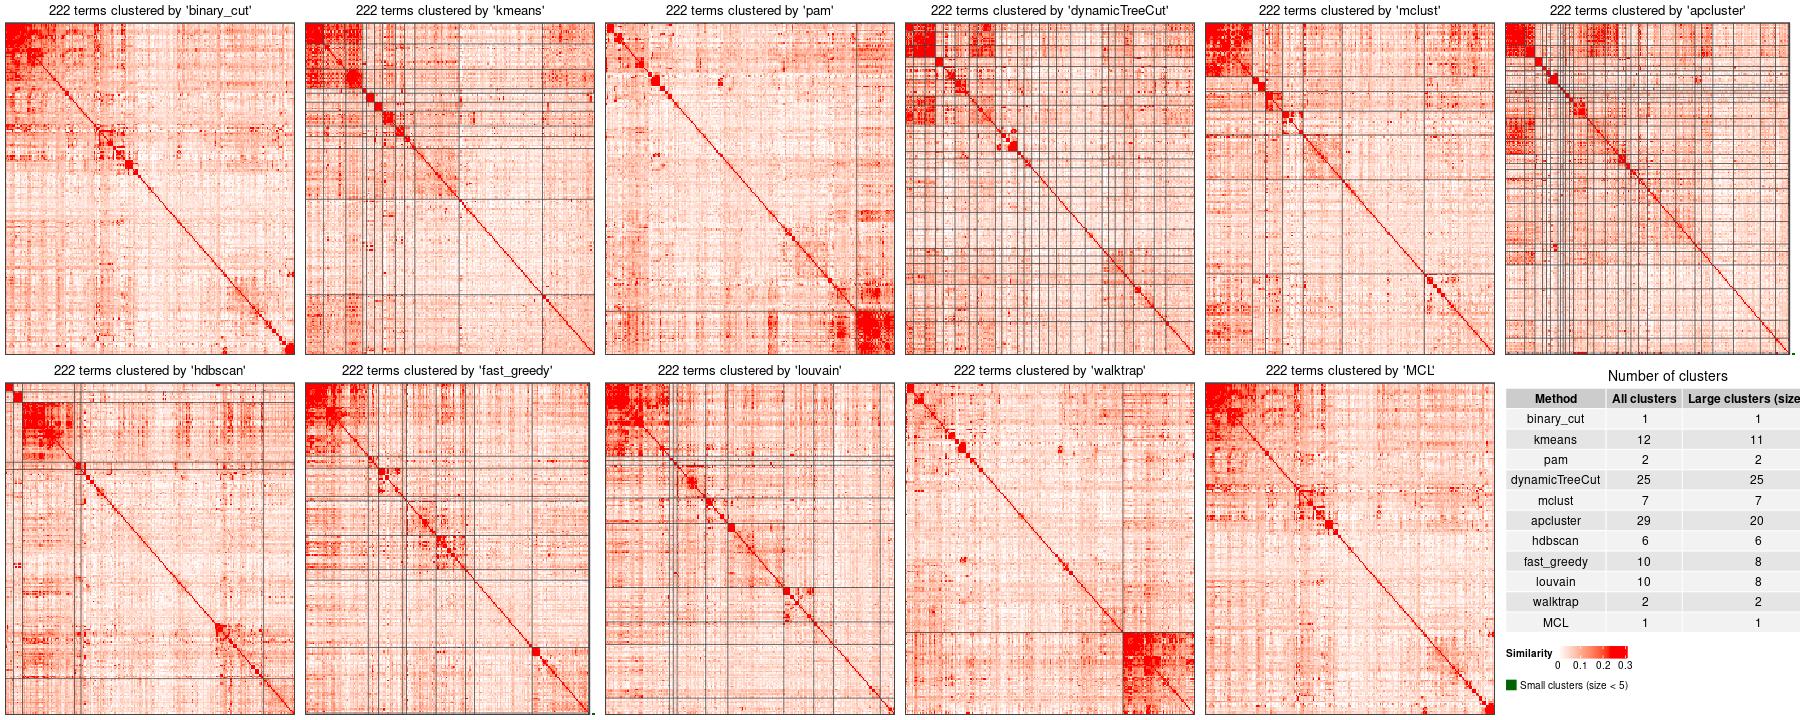 222 terms clustered by 'binary_cut'
222 terms clustered by 'kmeans'
222 terms clustered by 'pam'
222 terms clustered by 'dynamicTreeCut'
222 terms clustered by 'mclust'
222 terms clustered by 'apcluster'
222 terms clustered by 'hdbscan'
222 terms clustered by 'fast_greedy'
222 terms clustered by 'louvain'
222 terms clustered by 'walktrap'
222 terms clustered by 'MCL'
Number of clusters
Method All clusters Large clusters (size
binary_cut 1 1
kmeans 12 11
pam 2 2
dynamicTreeCut 25 25
mclust 7 7
apcluster 29 20
hdbscan 6 6
fast_greedy 10 8
louvain 10 8
walktrap 2 2
MCL 1 1
Similarity
0 0.1 0.2 0.3
Small clusters (size < 5)